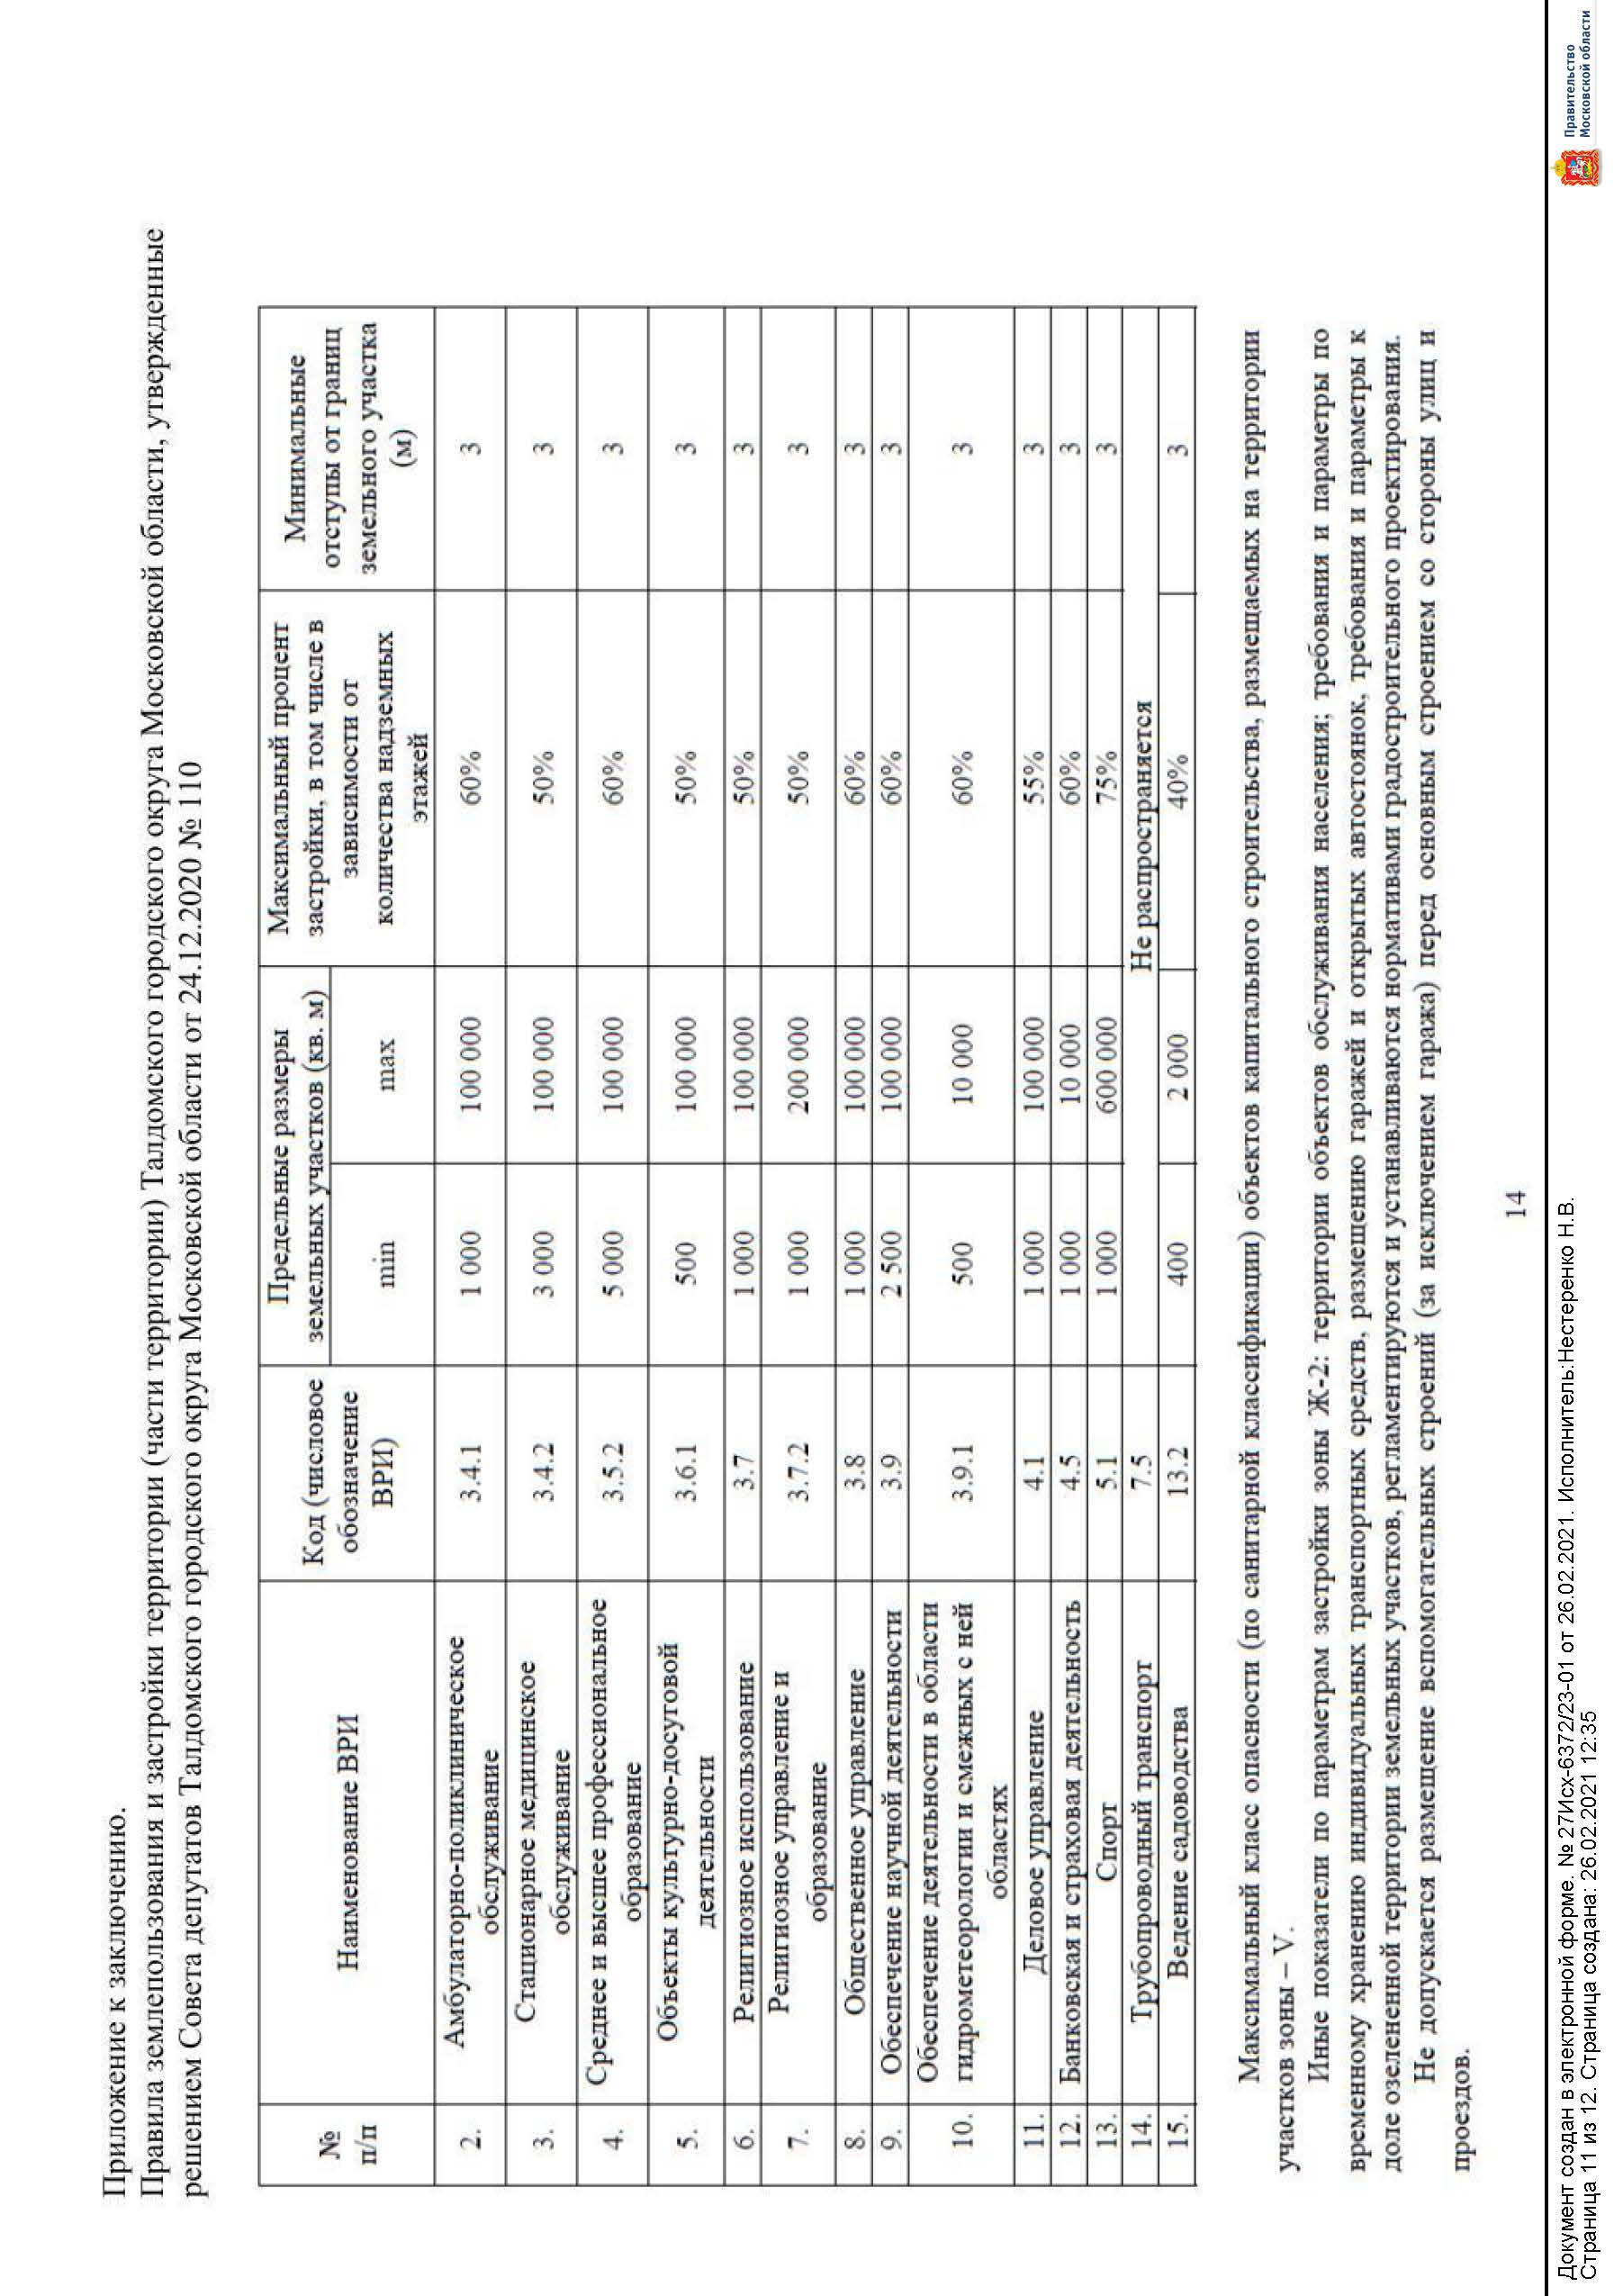 Приложение к заключению.
Правила землепользования и застройки территории (части территории) Талдомского городского округа Московской области, утвержденные
решением Совета депутатов Талдомского городского округа Московской области от 24.12.2020 № 110
№ п/п Наименование ВРИ Код (числовое обозначение ВРИ) Предельные размеры земельных участков (кв. м) Максимальный процент застройки, в том числе в зависимости от количества надземных этажей Минимальные отступы от границ земельного участка (м)
min max
2. Амбулаторно-поликлиническое обслуживание 3.4.1 1 000 100 000 60% 3
3. Стационарное медицинское обслуживание 3.4.2 3 000 100 000 50% 3
4. Среднее и высшее профессиональное образование 3.5.2 5 000 100 000 60% 3
5. Объекты культурно-досуговой деятельности 3.6.1 500 100 000 50% 3
6. Религиозное использование 3.7 1 000 100 000 50% 3
7. Религиозное управление и образование 3.7.2 1 000 200 000 50% 3
8. Общественное управление 3.8 1 000 100 000 60% 3
9. Обеспечение научной деятельности 3.9 2 500 100 000 60% 3
10. Обеспечение деятельности в области гидрометеорологии и смежных с ней областях 3.9.1 500 10 000 60% 3
11. Деловое управление 4.1 1 000 100 000 55% 3
12. Банковская и страховая деятельность 4.5 1 000 10 000 60% 3
13. Спорт 5.1 1 000 600 000 75% 3
14. Трубопроводный транспорт 7.5 Не распространяется
15. Ведение садоводства 13.2 400 2 000 40% 3
Максимальный класс опасности (по санитарной классификации) объектов капитального строительства, размещаемых на территории
участков зоны – V.
Иные показатели по параметрам застройки зоны Ж-2: территории объектов обслуживания населения; требования и параметры по
временному хранению индивидуальных транспортных средств, размещению гаражей и открытых автостоянок, требования и параметры к
доле озелененной территории земельных участков, регламентируются и устанавливаются нормативами градостроительного проектирования.
Не допускается размещение вспомогательных строений (за исключением гаража) перед основным строением со стороны улиц и
проездов.
14
Документ создан в электронной форме. № 27Исх-6372/23-01 от 26.02.2021. Исполнитель:Нестеренко Н.В.
Страница 11 из 12. Страница создана: 26.02.2021 12:35
Правительство
Московской области